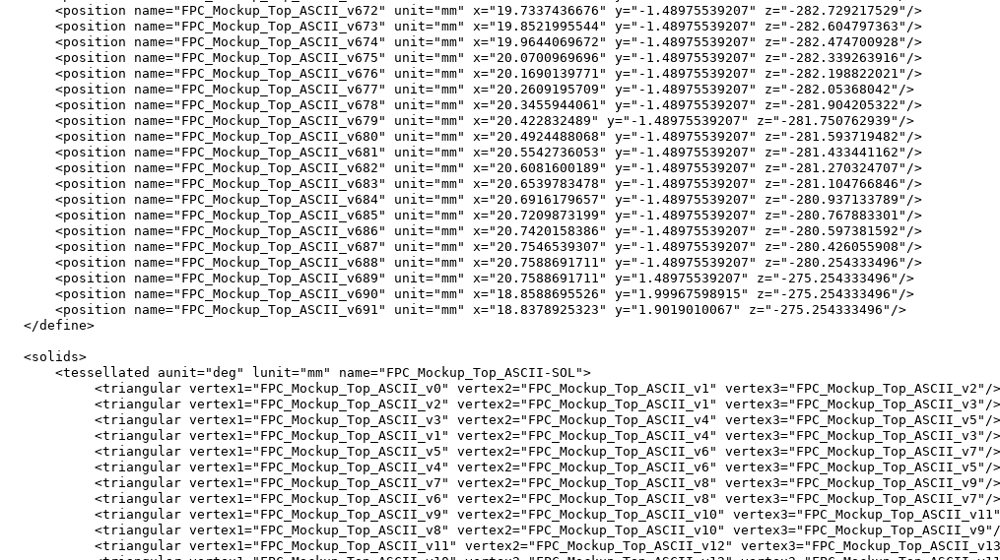 <position name="FPC_Mockup_Top_ASCII_v672" unit="mm" x="19.7337436676" y="-1.48975539207" z="-282.729217529"/>
<position name="FPC_Mockup_Top_ASCII_v673" unit="mm" x="19.8521995544" y="-1.48975539207" z="-282.604797363"/>
<position name="FPC_Mockup_Top_ASCII_v674" unit="mm" x="19.9644069672" y="-1.48975539207" z="-282.474700928"/>
<position name="FPC_Mockup_Top_ASCII_v675" unit="mm" x="20.0700969696" y="-1.48975539207" z="-282.339263916"/>
<position name="FPC_Mockup_Top_ASCII_v676" unit="mm" x="20.1690139771" y="-1.48975539207" z="-282.198822021"/>
<position name="FPC_Mockup_Top_ASCII_v677" unit="mm" x="20.2609195709" y="-1.48975539207" z="-282.05368042"/>
<position name="FPC_Mockup_Top_ASCII_v678" unit="mm" x="20.3455944061" y="-1.48975539207" z="-281.904205322"/>
<position name="FPC_Mockup_Top_ASCII_v679" unit="mm" x="20.422832489" y="-1.48975539207" z="-281.750762939"/>
<position name="FPC_Mockup_Top_ASCII_v680" unit="mm" x="20.4924488068" y="-1.48975539207" z="-281.593719482"/>
<position name="FPC_Mockup_Top_ASCII_v681" unit="mm" x="20.5542736053" y="-1.48975539207" z="-281.433441162"/>
<position name="FPC_Mockup_Top_ASCII_v682" unit="mm" x="20.6081600189" y="-1.48975539207" z="-281.270324707"/>
<position name="FPC_Mockup_Top_ASCII_v683" unit="mm" x="20.6539783478" y="-1.48975539207" z="-281.104766846"/>
<position name="FPC_Mockup_Top_ASCII_v684" unit="mm" x="20.6916179657" y="-1.48975539207" z="-280.937133789"/>
<position name="FPC_Mockup_Top_ASCII_v685" unit="mm" x="20.7209873199" y="-1.48975539207" z="-280.767883301"/>
<position name="FPC_Mockup_Top_ASCII_v686" unit="mm" x="20.7420158386" y="-1.48975539207" z="-280.597381592"/>
<position name="FPC_Mockup_Top_ASCII_v687" unit="mm" x="20.7546539307" y="-1.48975539207" z="-280.426055908"/>
<position name="FPC_Mockup_Top_ASCII_v688" unit="mm" x="20.7588691711" y="-1.48975539207" z="-280.254333496"/>
<position name="FPC_Mockup_Top_ASCII_v689" unit="mm" x="20.7588691711" y="1.48975539207" z="-275.254333496"/>
<position name="FPC_Mockup_Top_ASCII_v690" unit="mm" x="18.8588695526" y="1.99967598915" z="-275.254333496"/>
<position name="FPC_Mockup_Top_ASCII_v691" unit="mm" x="18.8378925323" y="1.9019010067" z="-275.254333496"/>
</define>
<solids>
<tessellated aunit="deg" lunit="mm" name="FPC_Mockup_Top_ASCII-SOL">
<triangular vertex1="FPC_Mockup_Top_ASCII_v0" vertex2="FPC_Mockup_Top_ASCII_v1" vertex3="FPC_Mockup_Top_ASCII_v2"/>
<triangular vertex1="FPC_Mockup_Top_ASCII_v2" vertex2="FPC_Mockup_Top_ASCII_v1" vertex3="FPC_Mockup_Top_ASCII_v3"/>
<triangular vertex1="FPC_Mockup_Top_ASCII_v3" vertex2="FPC_Mockup_Top_ASCII_v4" vertex3="FPC_Mockup_Top_ASCII_v5"/>
<triangular vertex1="FPC_Mockup_Top_ASCII_v1" vertex2="FPC_Mockup_Top_ASCII_v4" vertex3="FPC_Mockup_Top_ASCII_v3"/>
<triangular vertex1="FPC_Mockup_Top_ASCII_v5" vertex2="FPC_Mockup_Top_ASCII_v6" vertex3="FPC_Mockup_Top_ASCII_v7"/>
<triangular vertex1="FPC_Mockup_Top_ASCII_v4" vertex2="FPC_Mockup_Top_ASCII_v6" vertex3="FPC_Mockup_Top_ASCII_v5"/>
<triangular vertex1="FPC_Mockup_Top_ASCII_v7" vertex2="FPC_Mockup_Top_ASCII_v8" vertex3="FPC_Mockup_Top_ASCII_v9"/>
<triangular vertex1="FPC_Mockup_Top_ASCII_v6" vertex2="FPC_Mockup_Top_ASCII_v8" vertex3="FPC_Mockup_Top_ASCII_v7"/>
<triangular vertex1="FPC_Mockup_Top_ASCII_v9" vertex2="FPC_Mockup_Top_ASCII_v10" vertex3="FPC_Mockup_Top_ASCII_v11"
<triangular vertex1="FPC_Mockup_Top_ASCII_v8" vertex2="FPC_Mockup_Top_ASCII_v10" vertex3="FPC_Mockup_Top_ASCII_v9"/
<triangular vertex1="FPC_Mockup_Top_ASCII_v11" vertex2="FPC_Mockup_Top_ASCII_v12" vertex3="FPC_Mockup_Top_ASCII_v13